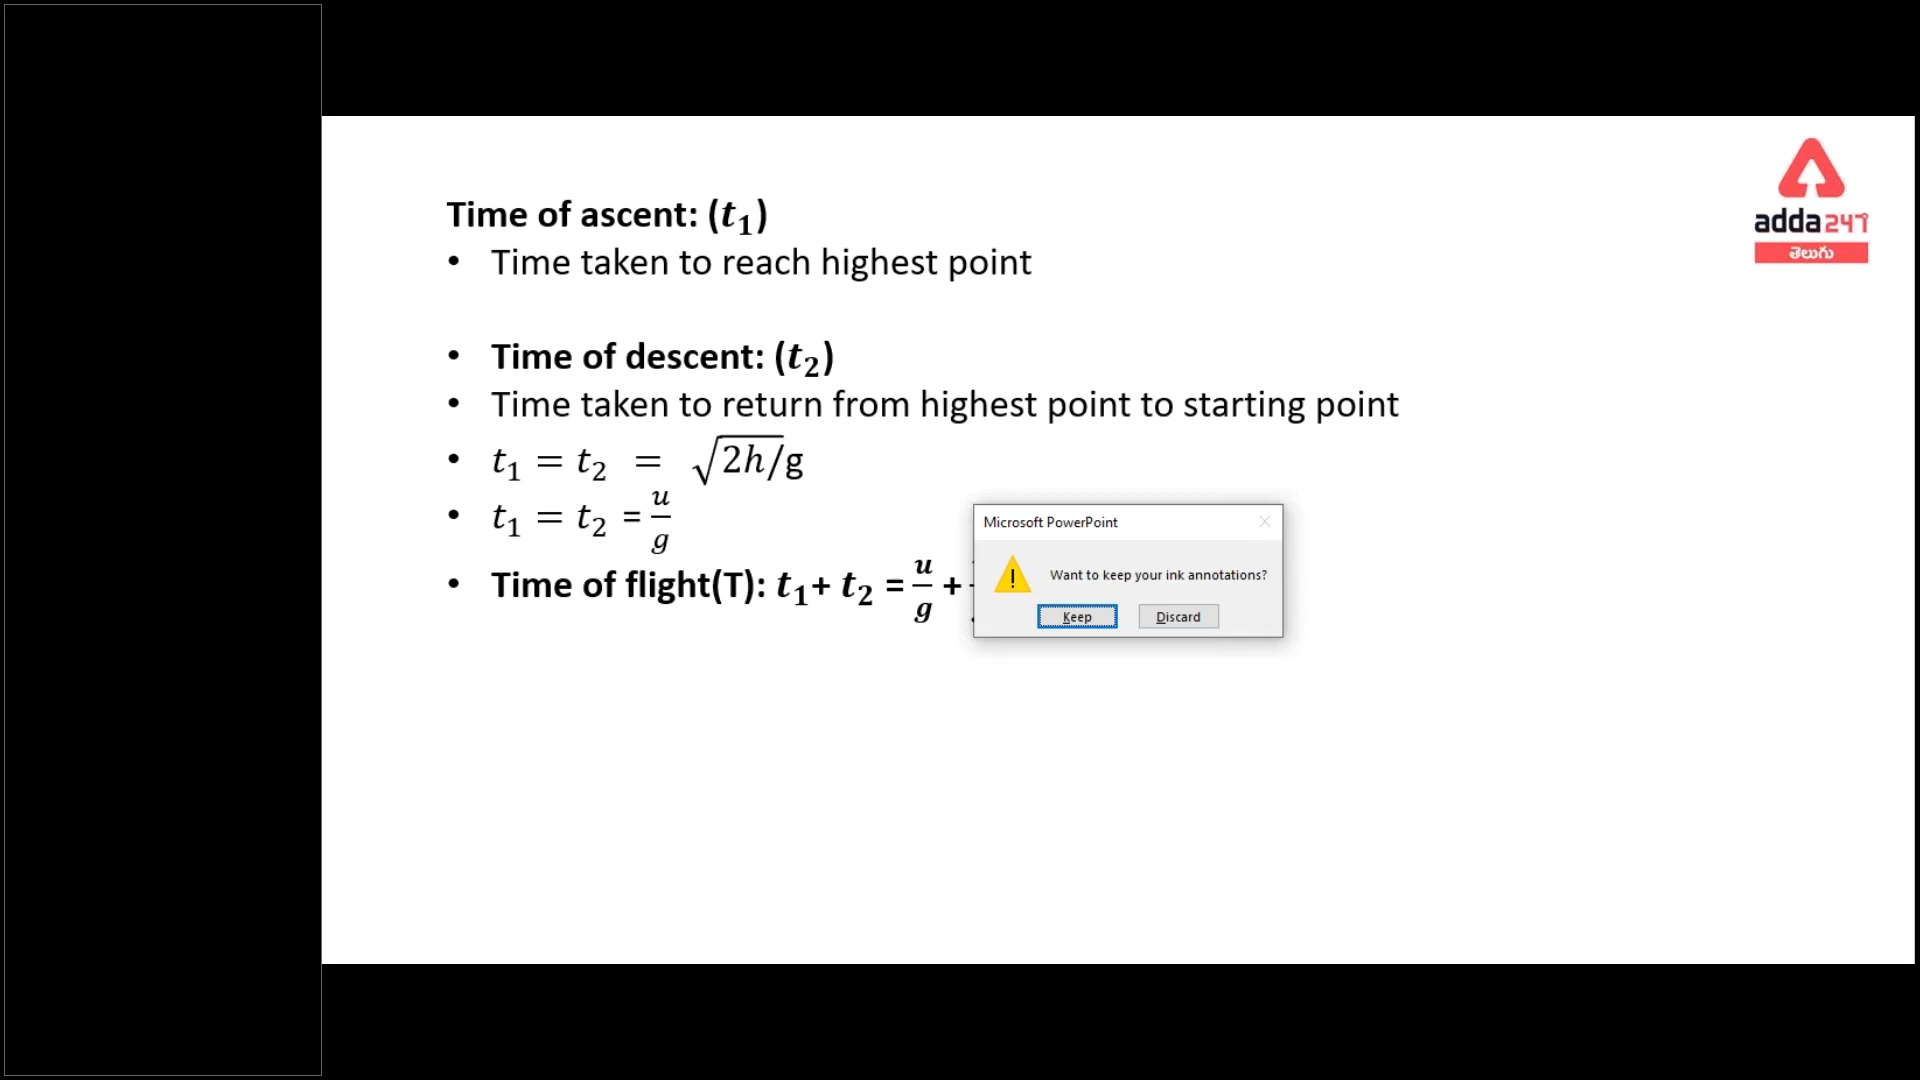 Time of ascent: (t₁)
• Time taken to reach highest point
• Time of descent: (t₂)
• Time taken to return from highest point to starting point
• t₁ = t₂ = √2h/g
• t₁ = t₂ = u/g
• Time of flight(T): t₁+ t₂ = u/g +
adda247
తెలుగు
Microsoft PowerPoint
Want to keep your ink annotations?
Keep Discard